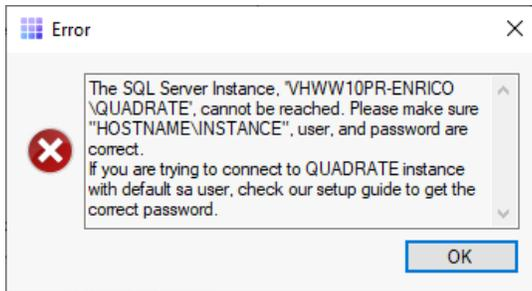 Error
The SQL Server Instance, 'VHWW10PR-ENRICO
\QUADRATE', cannot be reached. Please make sure
"HOSTNAME\INSTANCE", user, and password are
correct.
If you are trying to connect to QUADRATE instance
with default sa user, check our setup guide to get the
correct password.
OK